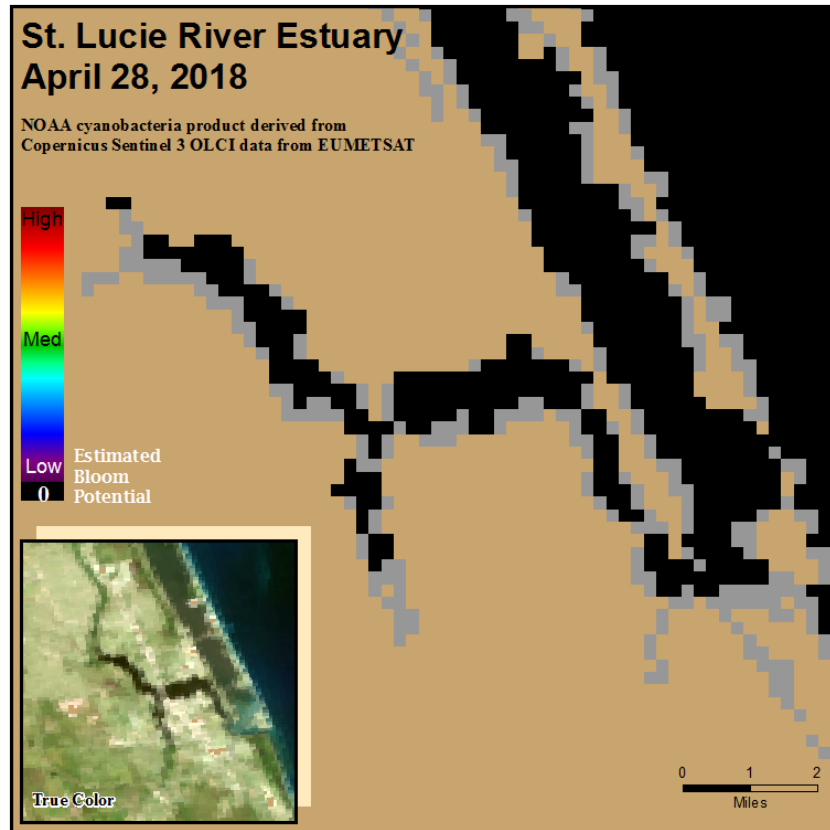 St. Lucie River Estuary
April 28, 2018
NOAA cyanobacteria product derived from
Copernicus Sentinel 3 OLCI data from EUMETSAT
High
Med
Low
0
Estimated
Bloom
Potential
True Color
0 1 2
Miles